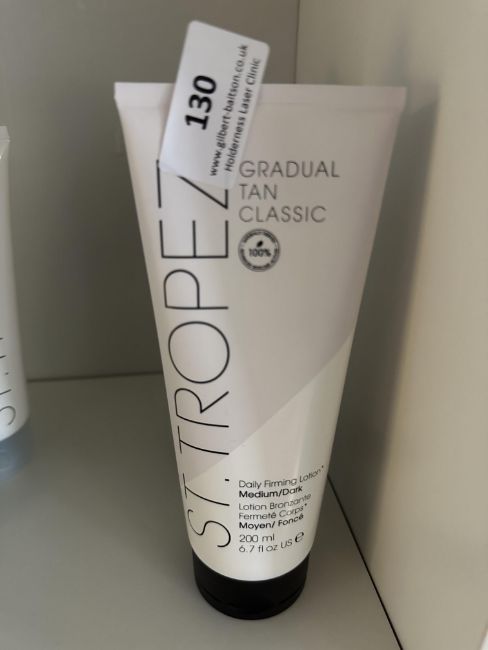 130
www.gilbert-baitson.co.uk
Holderness Laser Clinic
GRADUAL
TAN
CLASSIC
100%
ST. TROPEZ
Daily Firming Lotion*
Medium/Dark
Lotion Bronzante
Fermeté Corps*
Moyen/ Foncé
200 ml
6.7 fl oz US ℮
ST.